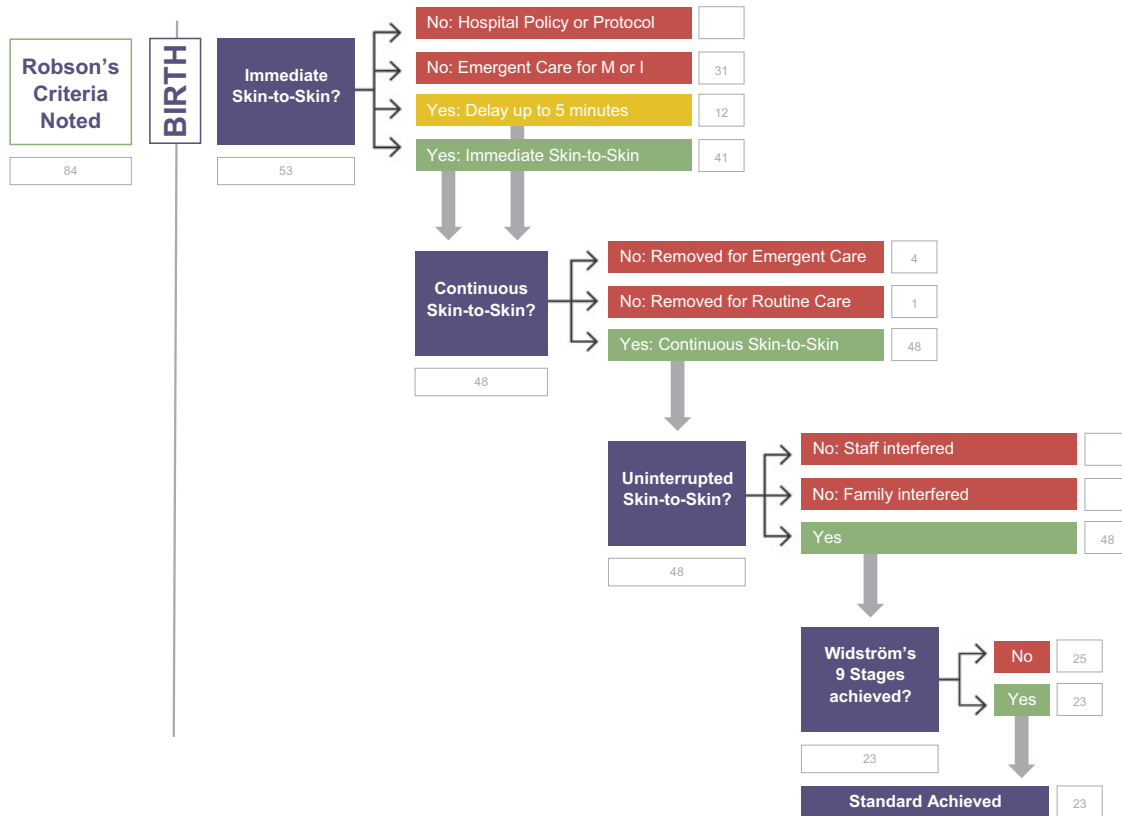 Robson's
Criteria
Noted
84
BIRTH
Immediate
Skin-to-Skin?
53
No: Hospital Policy or Protocol
No: Emergent Care for M or I
31
Yes: Delay up to 5 minutes
12
Yes: Immediate Skin-to-Skin
41
Continuous
Skin-to-Skin?
48
No: Removed for Emergent Care
4
No: Removed for Routine Care
1
Yes: Continuous Skin-to-Skin
48
Uninterrupted
Skin-to-Skin?
48
No: Staff interfered
No: Family interfered
Yes
48
Widström's
9 Stages
achieved?
23
No
25
Yes
23
Standard Achieved
23